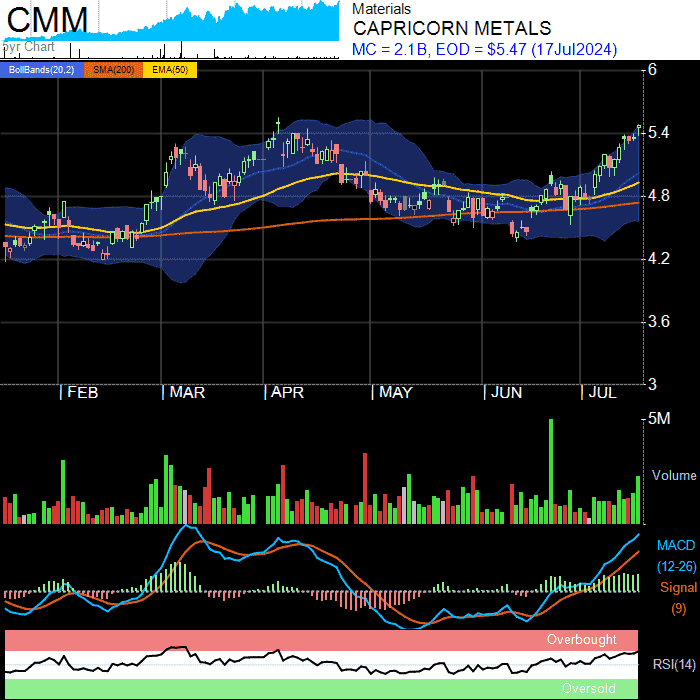 CMM
5yr Chart
Materials
CAPRICORN METALS
MC = 2.1B, EOD = $5.47 (17Jul2024)
BollBands(20,2) SMA(200) EMA(50)
6
5.4
4.8
4.2
3.6
3
FEB MAR APR MAY JUN JUL
5M
Volume
MACD
(12-26)
Signal
(9)
Overbought
RSI(14)
Oversold